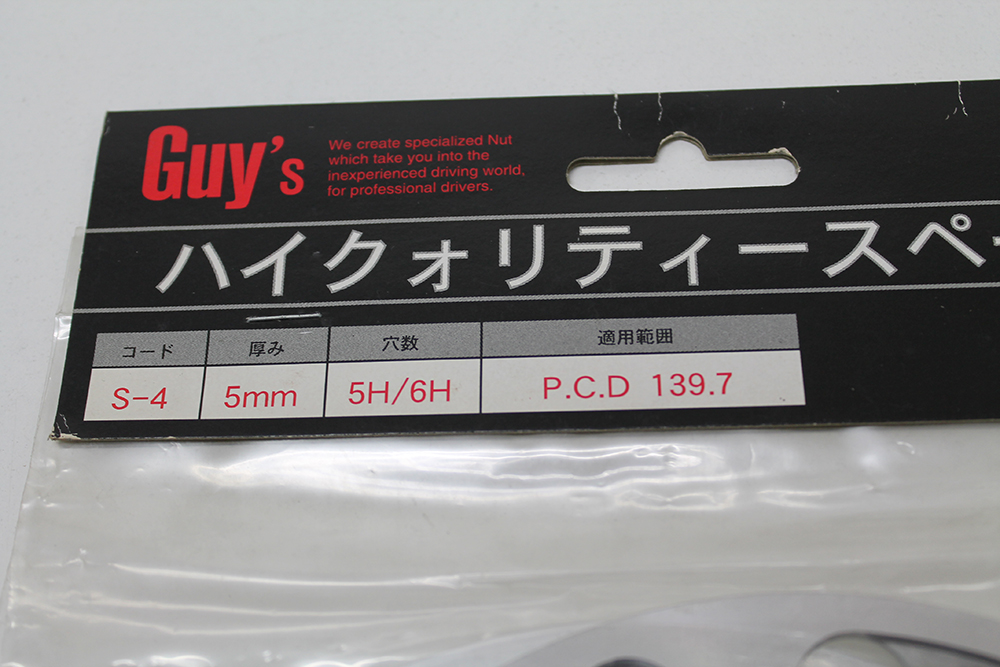 Guy's
We create specialized Nut
which take you into the
inexperienced driving world,
for professional drivers.
ハイクォリティースペ
コード 厚み 穴数 適用範囲
S-4 5mm 5H/6H P.C.D 139.7